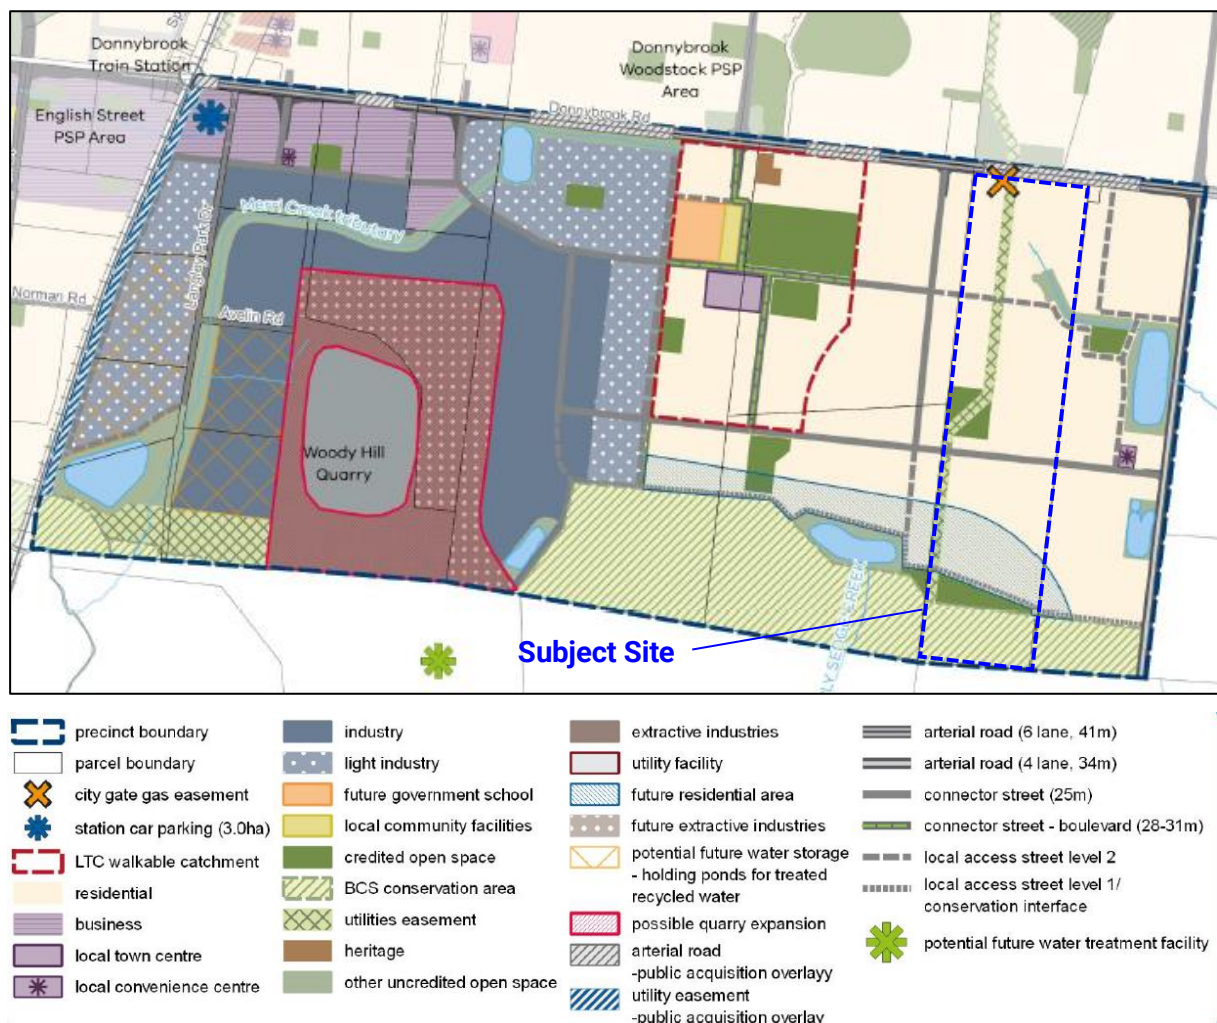 Donnybrook
Train Station
Donnybrook
Woodstock PSP
Area
English Street
PSP Area
Donnybrook Rd
Merri Creek tributary
Langley Park Dr
Norman Rd
Avelin Rd
Woody Hill
Quarry
Subject Site
precinct boundary
parcel boundary
city gate gas easement
station car parking (3.0ha)
LTC walkable catchment
residential
business
local town centre
local convenience centre
industry
light industry
future government school
local community facilities
credited open space
BCS conservation area
utilities easement
heritage
other uncredited open space
extractive industries
utility facility
future residential area
future extractive industries
potential future water storage
- holding ponds for treated
recycled water
possible quarry expansion
arterial road
-public acquisition overlayy
utility easement
-public acquisition overlay
arterial road (6 lane, 41m)
arterial road (4 lane, 34m)
connector street (25m)
connector street - boulevard (28-31m)
local access street level 2
local access street level 1/
conservation interface
potential future water treatment facility